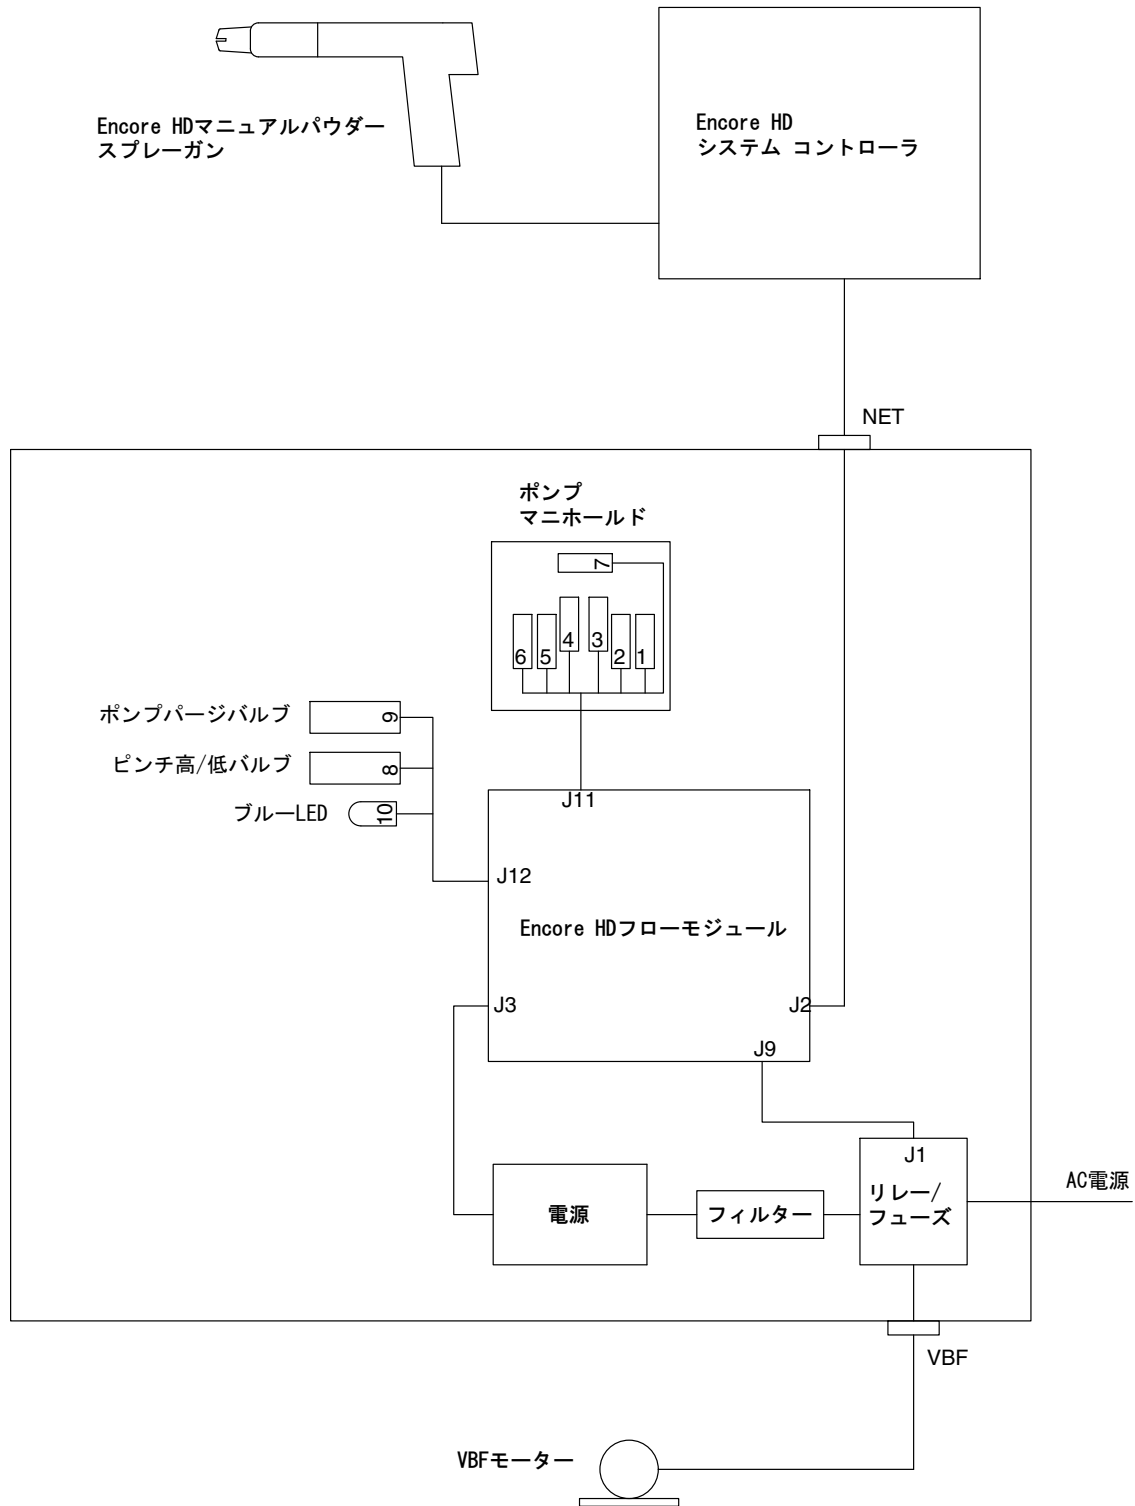 Encore HDマニュアルパウダー
スプレーガン
Encore HD
システム コントローラ
NET
ポンプ
マニホールド
7
6
5
4
3
2
1
ポンプパージバルブ
9
ピンチ高/低バルブ
8
ブルーLED
10
J11
J12
Encore HDフローモジュール
J3
J2
J9
J1
リレー/
フューズ
AC電源
電源
フィルター
VBF
VBFモーター